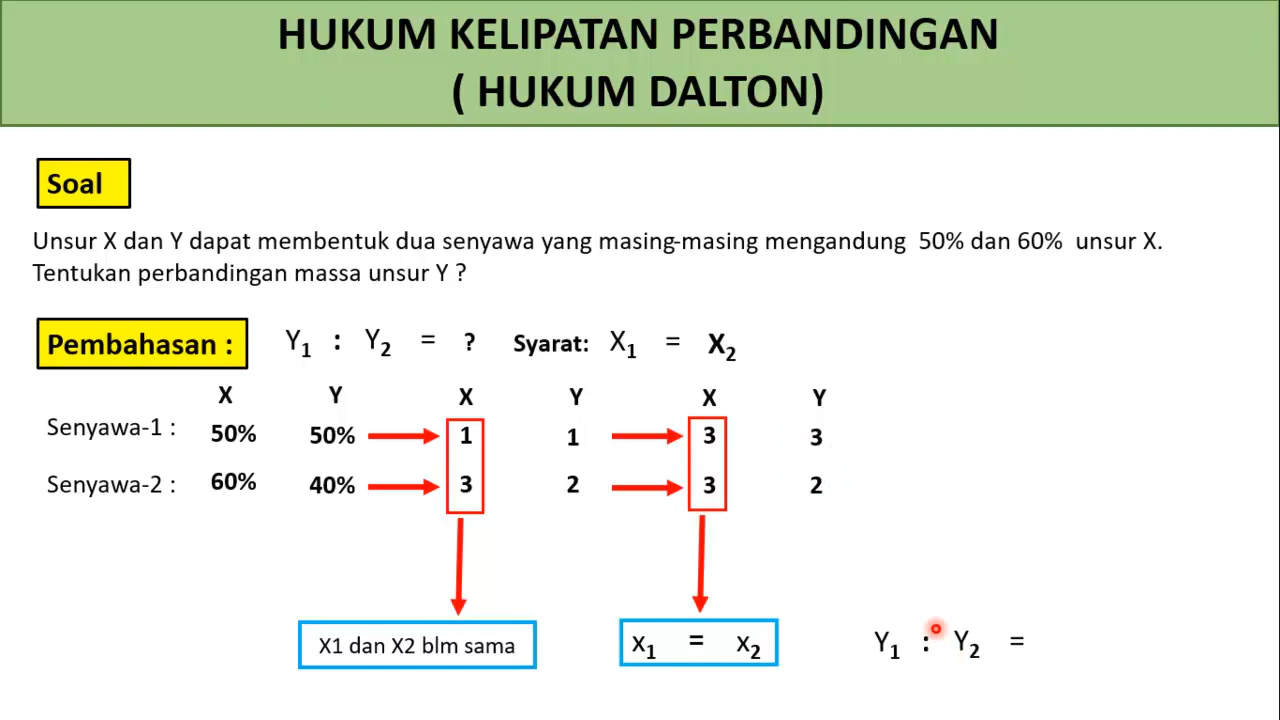 HUKUM KELIPATAN PERBANDINGAN
( HUKUM DALTON)
Soal
Unsur X dan Y dapat membentuk dua senyawa yang masing-masing mengandung 50% dan 60% unsur X.
Tentukan perbandingan massa unsur Y ?
Pembahasan : Y₁ : Y₂ = ? Syarat: X₁ = X₂
X Y X Y X Y
Senyawa-1 : 50% 50% 1 1 3 3
Senyawa-2 : 60% 40% 3 2 3 2
X1 dan X2 blm sama x₁ = x₂ Y₁ : Y₂ =